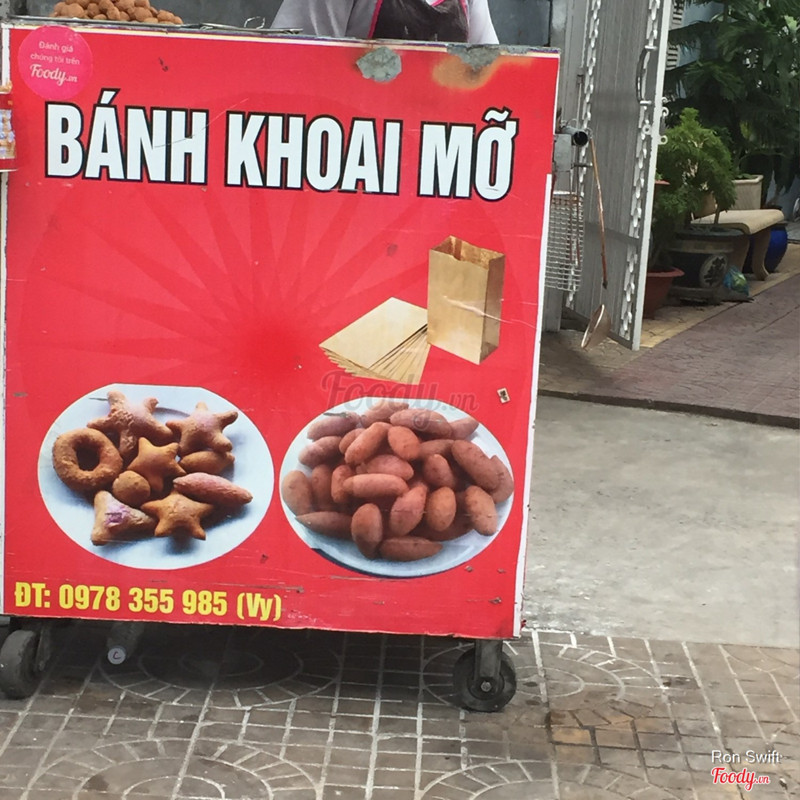 Đánh giá
chúng tôi trên
Foody.vn
BÁNH KHOAI MỠ
Foody.vn
ĐT: 0978 355 985 (Vy)
Ron Swift
Foody.vn